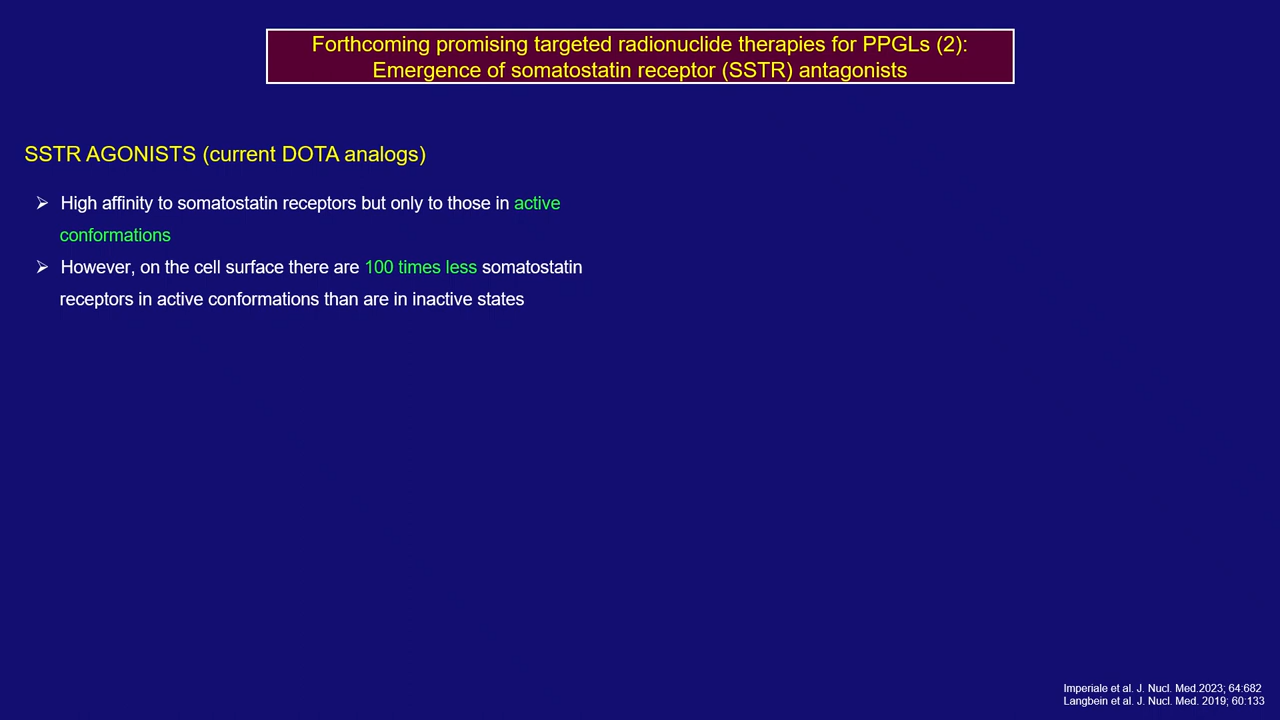 Forthcoming promising targeted radionuclide therapies for PPGLs (2):
Emergence of somatostatin receptor (SSTR) antagonists
SSTR AGONISTS (current DOTA analogs)
➢ High affinity to somatostatin receptors but only to those in active
conformations
➢ However, on the cell surface there are 100 times less somatostatin
receptors in active conformations than are in inactive states
Imperiale et al. J. Nucl. Med.2023; 64:682
Langbein et al. J. Nucl. Med. 2019; 60:133